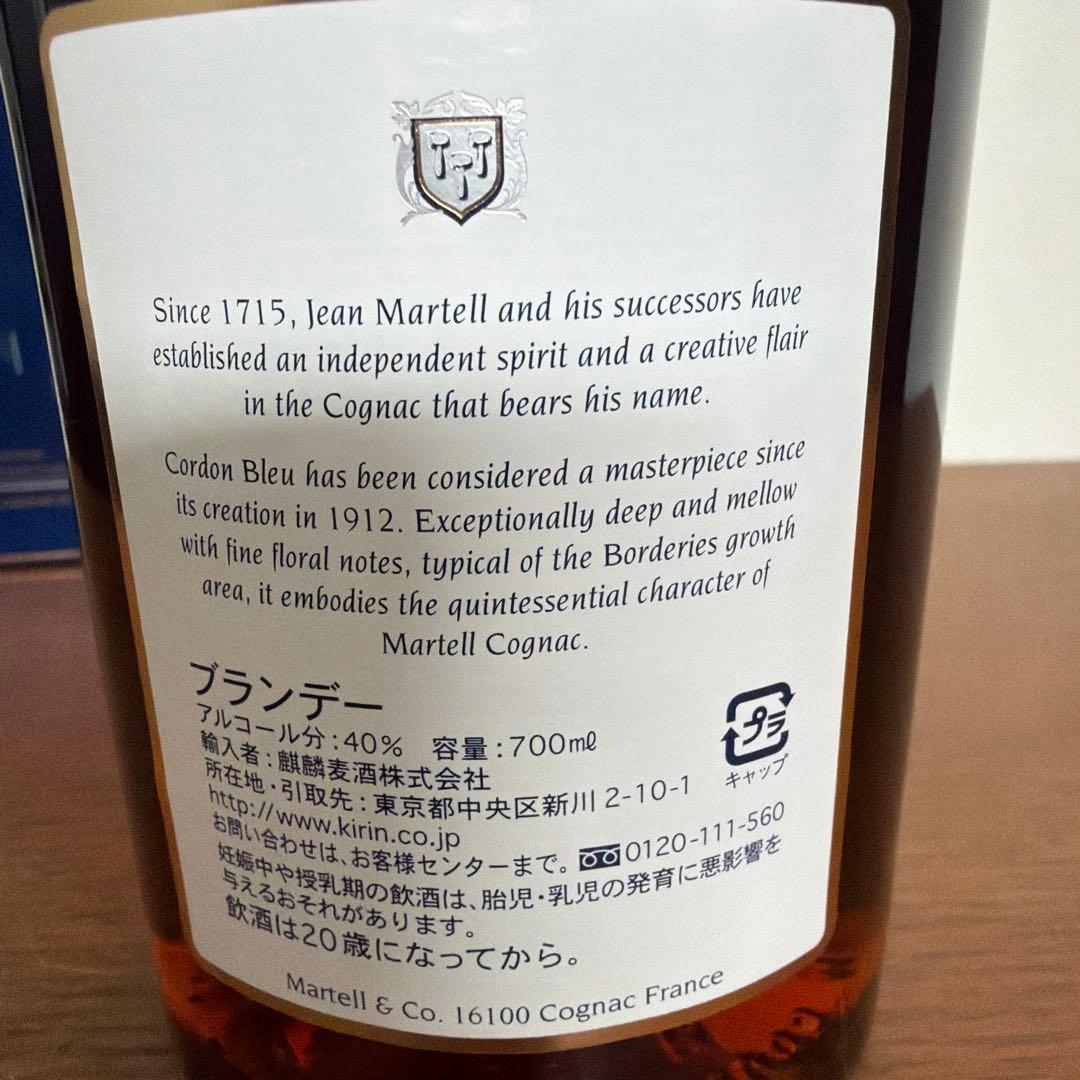 Since 1715, Jean Martell and his successors have
established an independent spirit and a creative flair
in the Cognac that bears his name.
Cordon Bleu has been considered a masterpiece since
its creation in 1912. Exceptionally deep and mellow
with fine floral notes, typical of the Borderies growth
area, it embodies the quintessential character of
Martell Cognac.
ブランデー
アルコール分:40% 容量:700mℓ
輸入者:麒麟麦酒株式会社
所在地・引取先:東京都中央区新川2-10-1
http://www.kirin.co.jp
お問い合わせは、お客様センターまで。0120-111-560
妊娠中や授乳期の飲酒は、胎児・乳児の発育に悪影響を
与えるおそれがあります。
飲酒は20歳になってから。
プラ
キャップ
Martell & Co. 16100 Cognac France